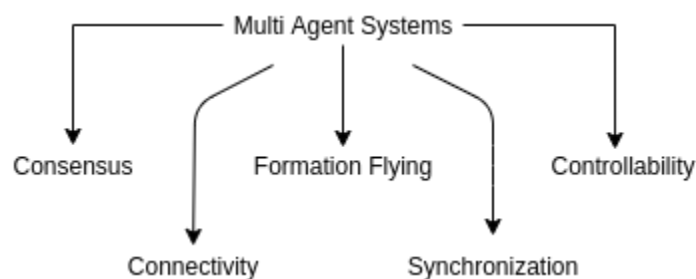 Multi Agent Systems
Consensus
Formation Flying
Controllability
Connectivity
Synchronization